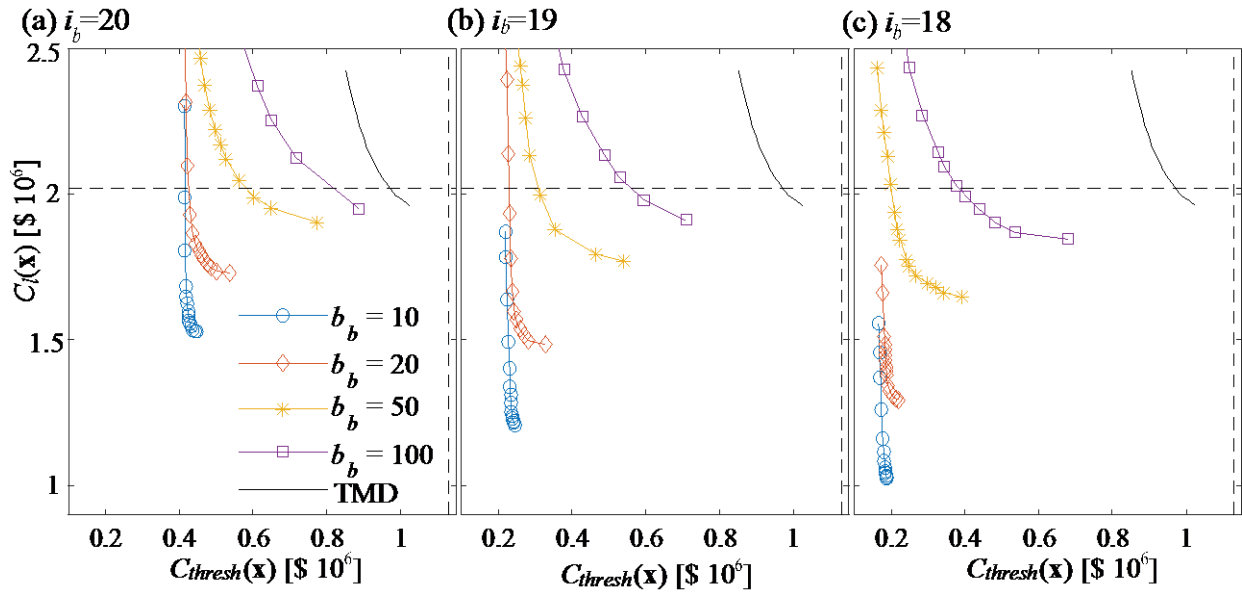 (a) i_b=20
(b) i_b=19
(c) i_b=18
C_l(x) [$ 10^6]
2.5
2
1.5
1
b_b = 10
b_b = 20
b_b = 50
b_b = 100
TMD
0.2 0.4 0.6 0.8 1
0.2 0.4 0.6 0.8 1
0.2 0.4 0.6 0.8 1
C_thresh(x) [$ 10^6]
C_thresh(x) [$ 10^6]
C_thresh(x) [$ 10^6]